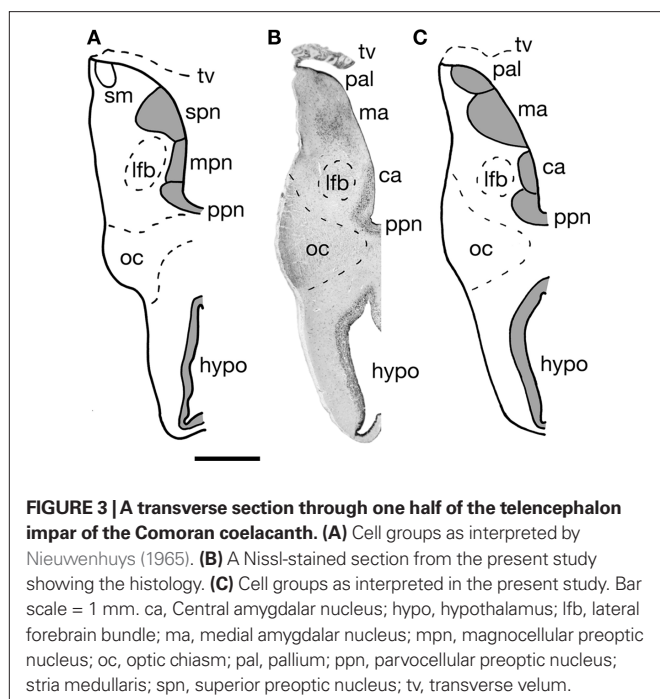 A
B
C
tv
sm
spn
mpn
lfb
ppn
oc
hypo
tv
pal
ma
lfb
ca
ppn
oc
hypo
tv
pal
ma
lfb
ca
ppn
oc
hypo
FIGURE 3 | A transverse section through one half of the telencephalon
impar of the Comoran coelacanth. (A) Cell groups as interpreted by
Nieuwenhuys (1965). (B) A Nissl-stained section from the present study
showing the histology. (C) Cell groups as interpreted in the present study. Bar
scale = 1 mm. ca, Central amygdalar nucleus; hypo, hypothalamus; lfb, lateral
forebrain bundle; ma, medial amygdalar nucleus; mpn, magnocellular preoptic
nucleus; oc, optic chiasm; pal, pallium; ppn, parvocellular preoptic nucleus;
stria medullaris; spn, superior preoptic nucleus; tv, transverse velum.